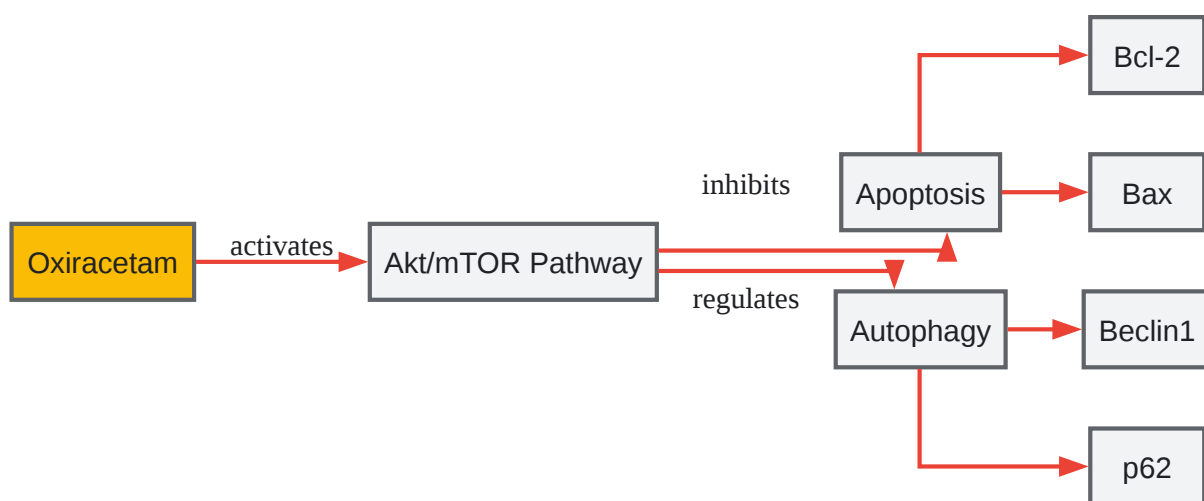 Oxiracetam
activates
Akt/mTOR Pathway
inhibits
regulates
Apoptosis
Autophagy
Bcl-2
Bax
Beclin1
p62